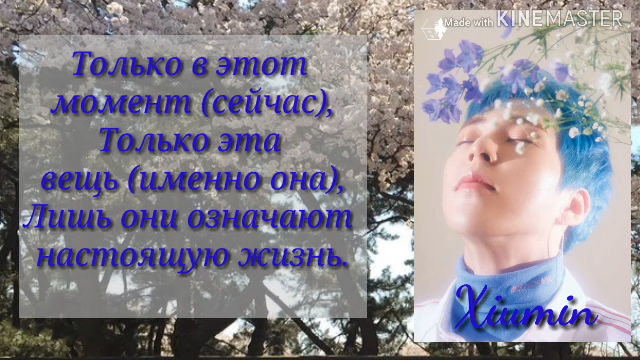 Made with KINEMASTER
Только в этот
момент (сейчас),
Только эта
вещь (именно она),
Лишь они означают
настоящую жизнь.
Xiumin